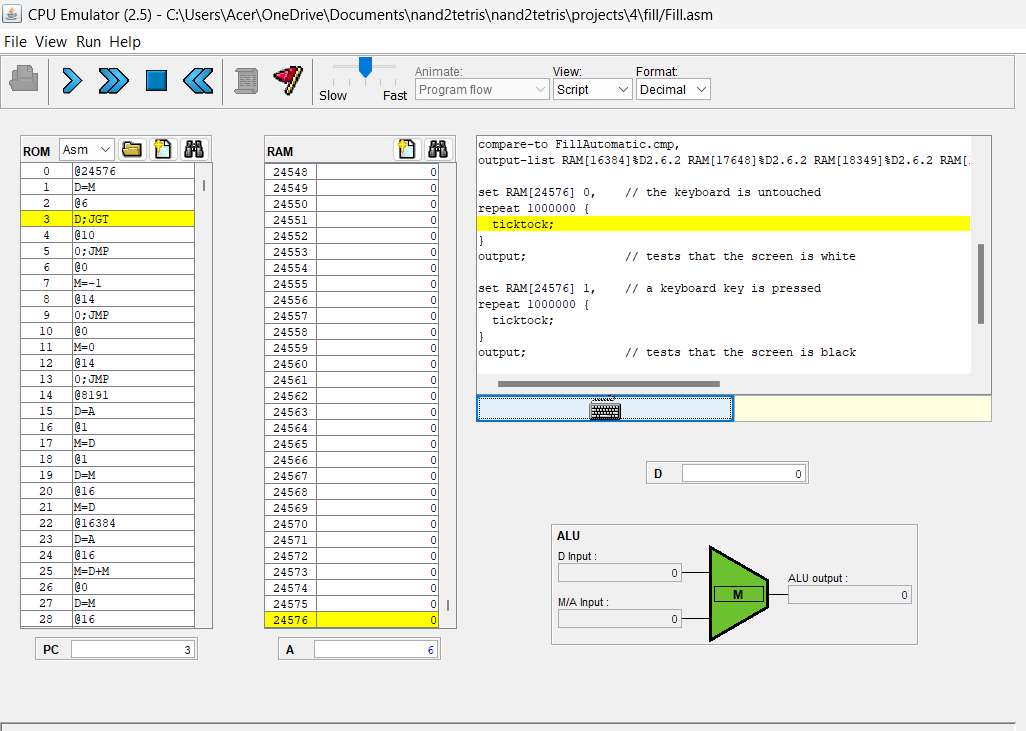 CPU Emulator (2.5) - C:\Users\Acer\OneDrive\Documents\nand2tetris\nand2tetris\projects\4\fill/Fill.asm
File View Run Help
Slow Fast
Animate: View: Format:
Program flow Script Decimal
ROM Asm
0 @24576
1 D=M
2 @6
3 D;JGT
4 @10
5 0;JMP
6 @0
7 M=-1
8 @14
9 0;JMP
10 @0
11 M=0
12 @14
13 0;JMP
14 @8191
15 D=A
16 @1
17 M=D
18 @1
19 D=M
20 @16
21 M=D
22 @16384
23 D=A
24 @16
25 M=D+M
26 @0
27 D=M
28 @16
PC 3
RAM
24548 0
24549 0
24550 0
24551 0
24552 0
24553 0
24554 0
24555 0
24556 0
24557 0
24558 0
24559 0
24560 0
24561 0
24562 0
24563 0
24564 0
24565 0
24566 0
24567 0
24568 0
24569 0
24570 0
24571 0
24572 0
24573 0
24574 0
24575 0
24576 0
A 6
compare-to FillAutomatic.cmp,
output-list RAM[16384]%D2.6.2 RAM[17648]%D2.6.2 RAM[18349]%D2.6.2 RAM[
set RAM[24576] 0, // the keyboard is untouched
repeat 1000000 {
ticktock;
}
output; // tests that the screen is white
set RAM[24576] 1, // a keyboard key is pressed
repeat 1000000 {
ticktock;
}
output; // tests that the screen is black
D 0
ALU
D Input :
0
M/A Input :
0
M
ALU output :
0